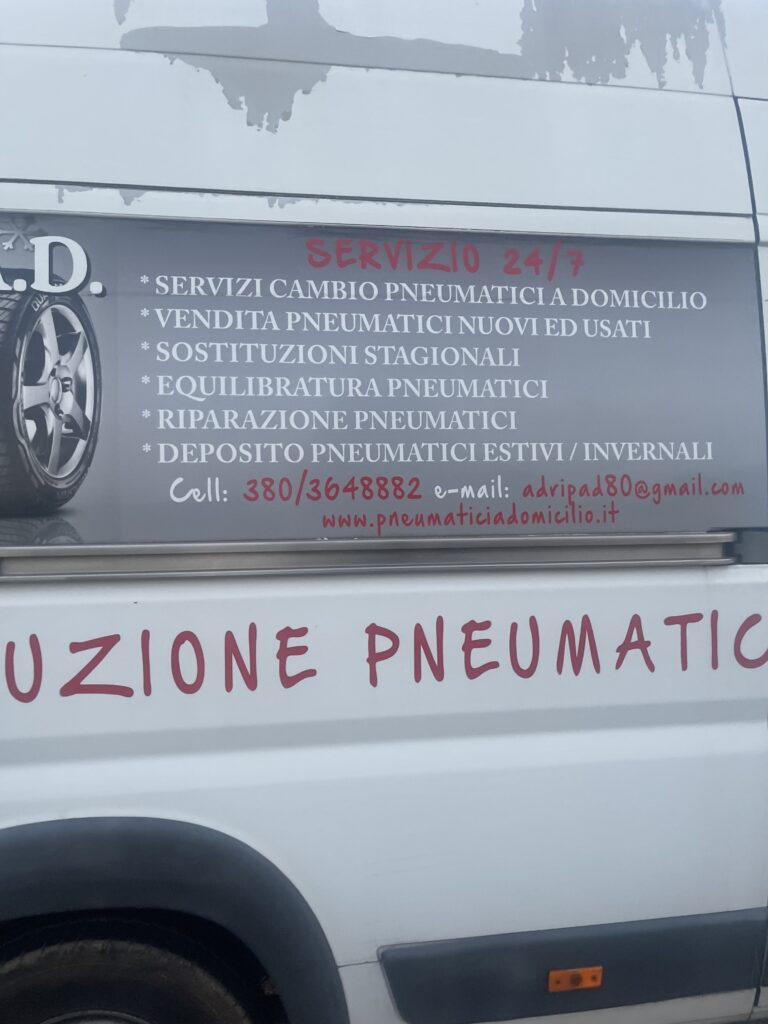 .D.
SERVIZIO 24/7
* SERVIZI CAMBIO PNEUMATICI A DOMICILIO
* VENDITA PNEUMATICI NUOVI ED USATI
* SOSTITUZIONI STAGIONALI
* EQUILIBRATURA PNEUMATICI
* RIPARAZIONE PNEUMATICI
* DEPOSITO PNEUMATICI ESTIVI / INVERNALI
Cell: 380/3648882 e-mail: adripad80@gmail.com
www.pneumaticiadomicilio.it
UZIONE PNEUMATIC